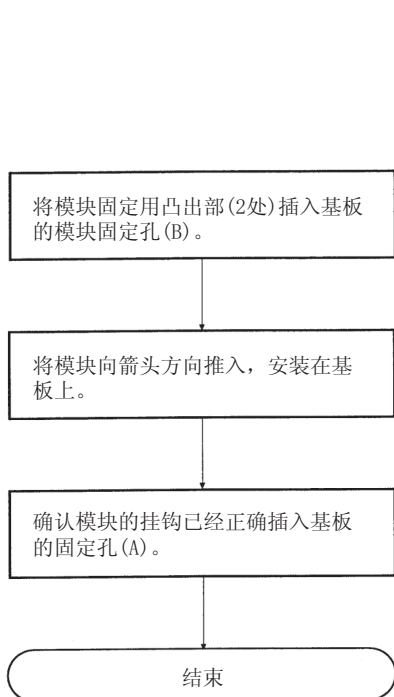 将模块固定用凸出部(2处)插入基板
的模块固定孔(B)。
将模块向箭头方向推入，安装在基
板上。
确认模块的挂钩已经正确插入基板
的固定孔(A)。
结束